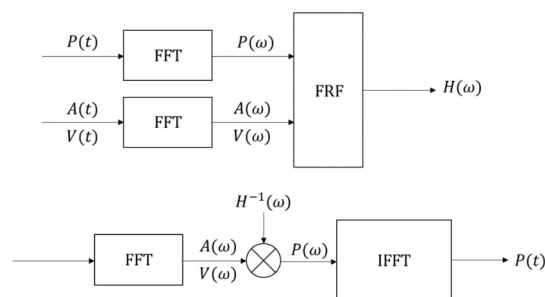 P(t) FFT P(ω)
FRF H(ω)
A(t) FFT A(ω)
V(t) V(ω)
H⁻¹(ω)
FFT A(ω) P(ω) IFFT P(t)
V(ω)